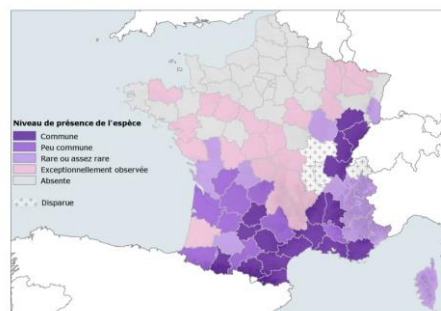 Niveau de présence de l'espèce
Commune
Peu commune
Rare ou assez rare
Exceptionnellement observée
Absente
Disparue